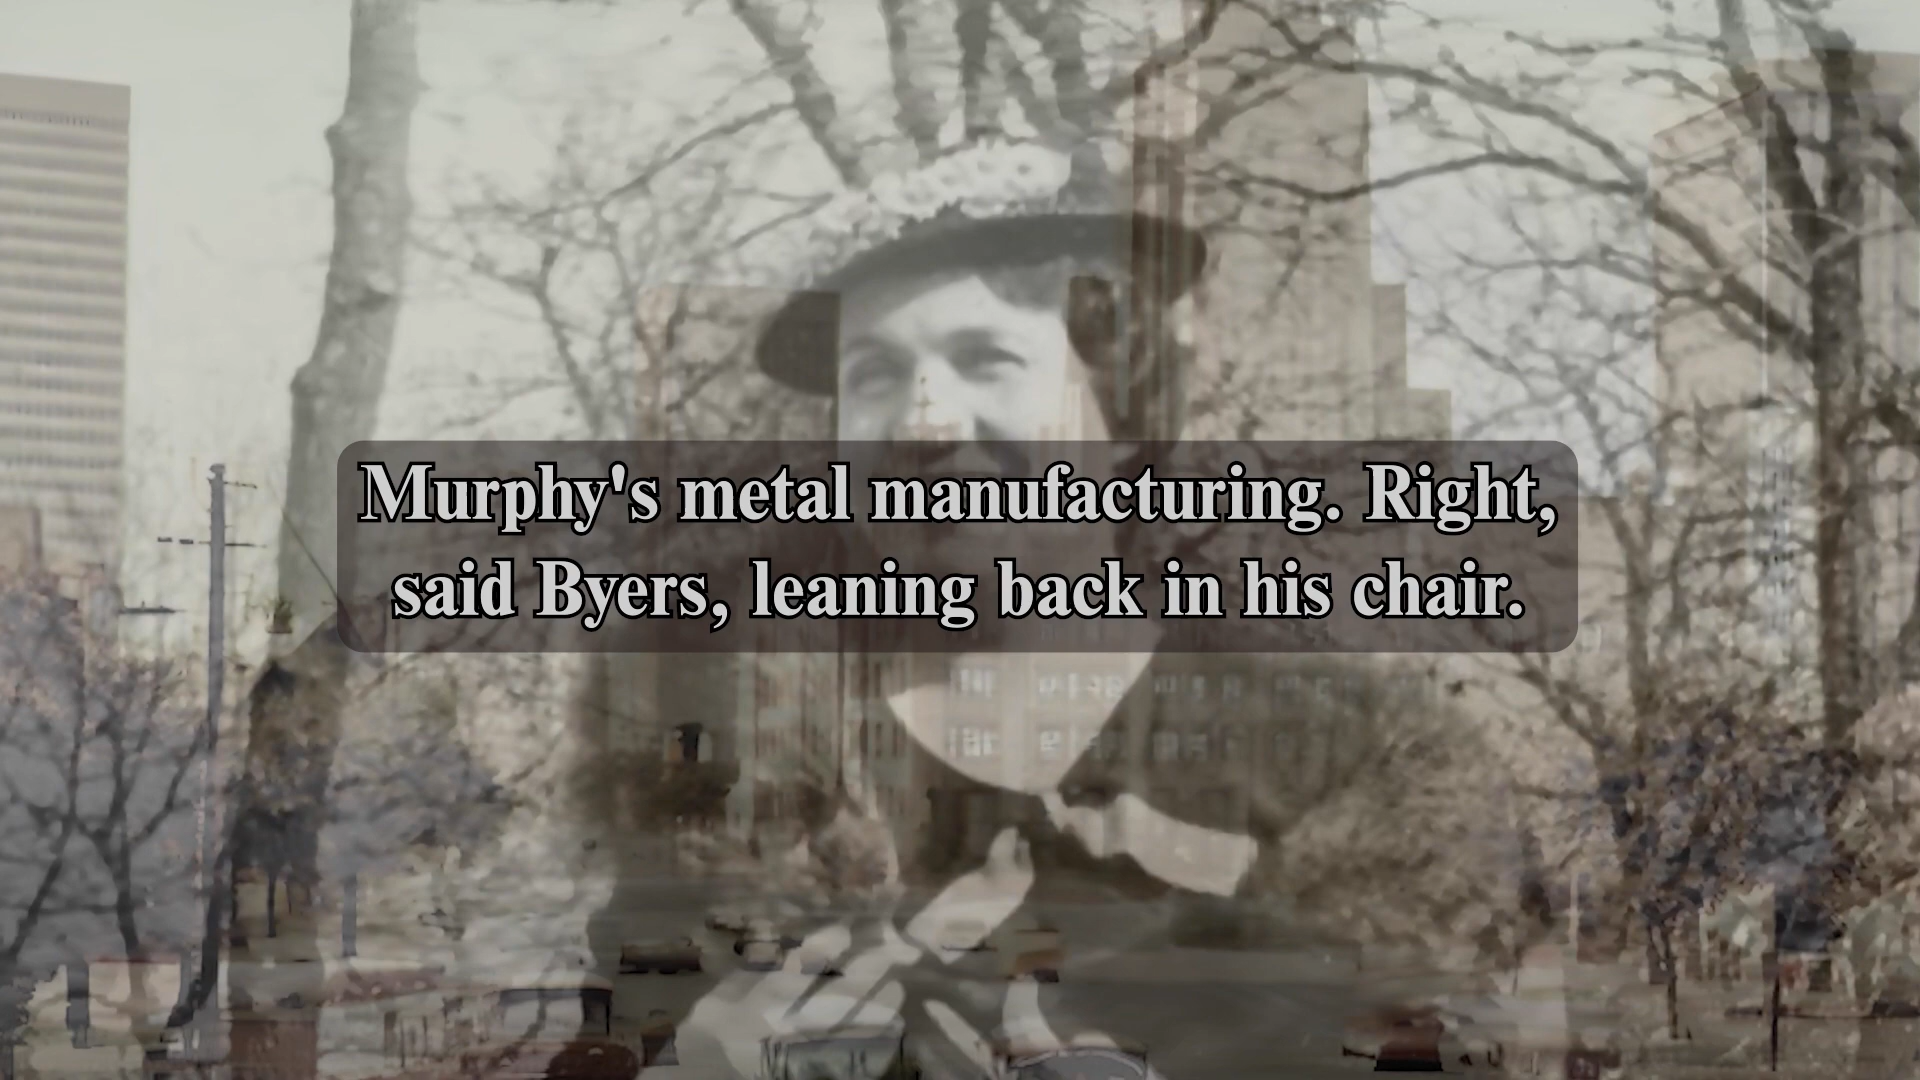 Murphy's metal manufacturing. Right,
said Byers, leaning back in his chair.